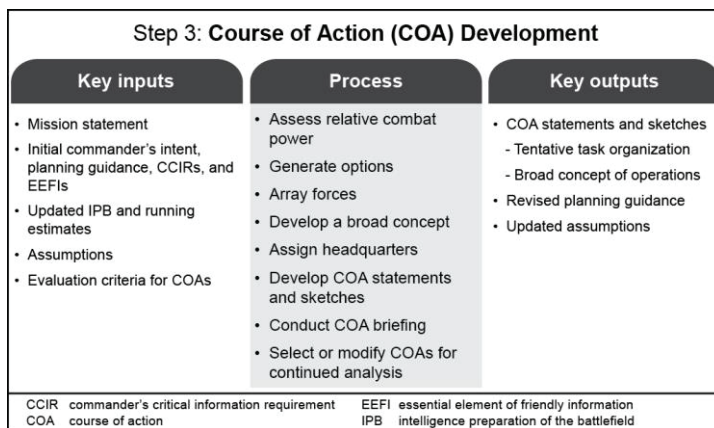 Step 3: Course of Action (COA) Development
Key inputs
• Mission statement
• Initial commander's intent,
planning guidance, CCIRs, and
EEFIs
• Updated IPB and running
estimates
• Assumptions
• Evaluation criteria for COAs
Process
• Assess relative combat
power
• Generate options
• Array forces
• Develop a broad concept
• Assign headquarters
• Develop COA statements
and sketches
• Conduct COA briefing
• Select or modify COAs for
continued analysis
Key outputs
• COA statements and sketches
- Tentative task organization
- Broad concept of operations
• Revised planning guidance
• Updated assumptions
CCIR commander's critical information requirement
COA course of action
EEFI essential element of friendly information
IPB intelligence preparation of the battlefield